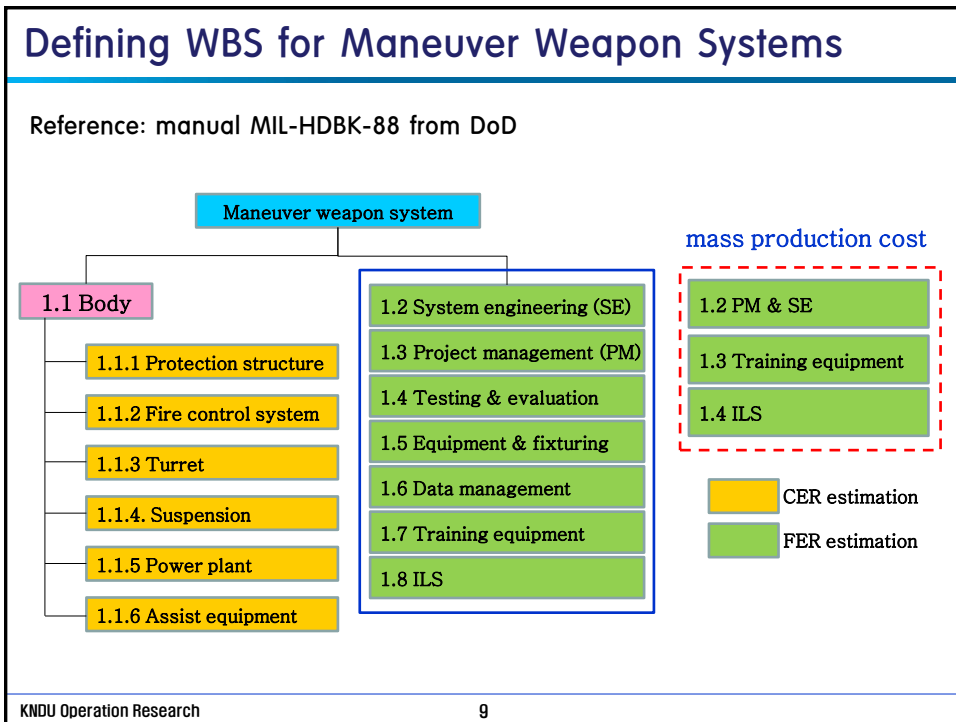 Defining WBS for Maneuver Weapon Systems
Reference: manual MIL-HDBK-88 from DoD
Maneuver weapon system
1.1 Body
1.1.1 Protection structure
1.1.2 Fire control system
1.1.3 Turret
1.1.4. Suspension
1.1.5 Power plant
1.1.6 Assist equipment
1.2 System engineering (SE)
1.3 Project management (PM)
1.4 Testing & evaluation
1.5 Equipment & fixturing
1.6 Data management
1.7 Training equipment
1.8 ILS
mass production cost
1.2 PM & SE
1.3 Training equipment
1.4 ILS
CER estimation
FER estimation
KNDU Operation Research
9